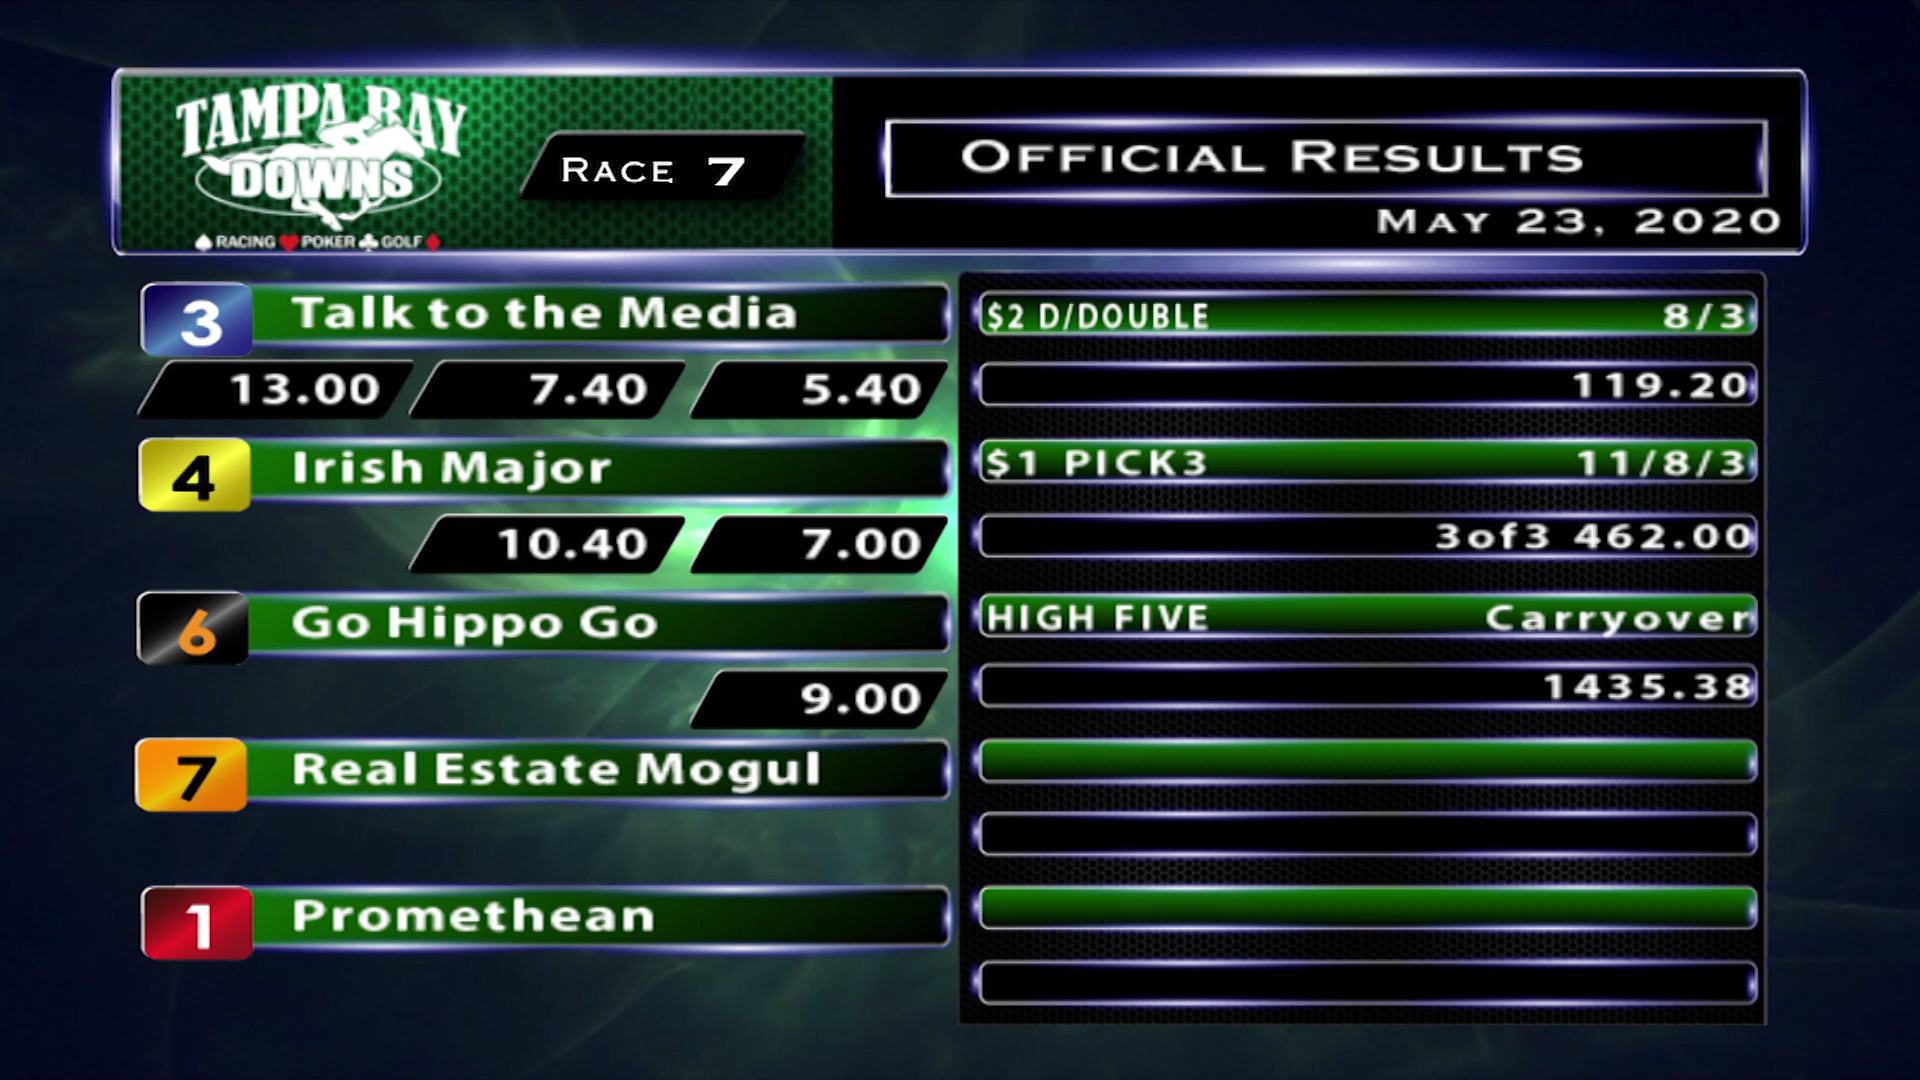 TAMPA BAY
DOWNS
RACING POKER GOLF
RACE 7
OFFICIAL RESULTS
MAY 23, 2020
3 Talk to the Media
13.00 7.40 5.40
4 Irish Major
10.40 7.00
6 Go Hippo Go
9.00
7 Real Estate Mogul
1 Promethean
$2 D/DOUBLE 8/3
119.20
$1 PICK3 11/8/3
3of3 462.00
HIGH FIVE Carryover
1435.38